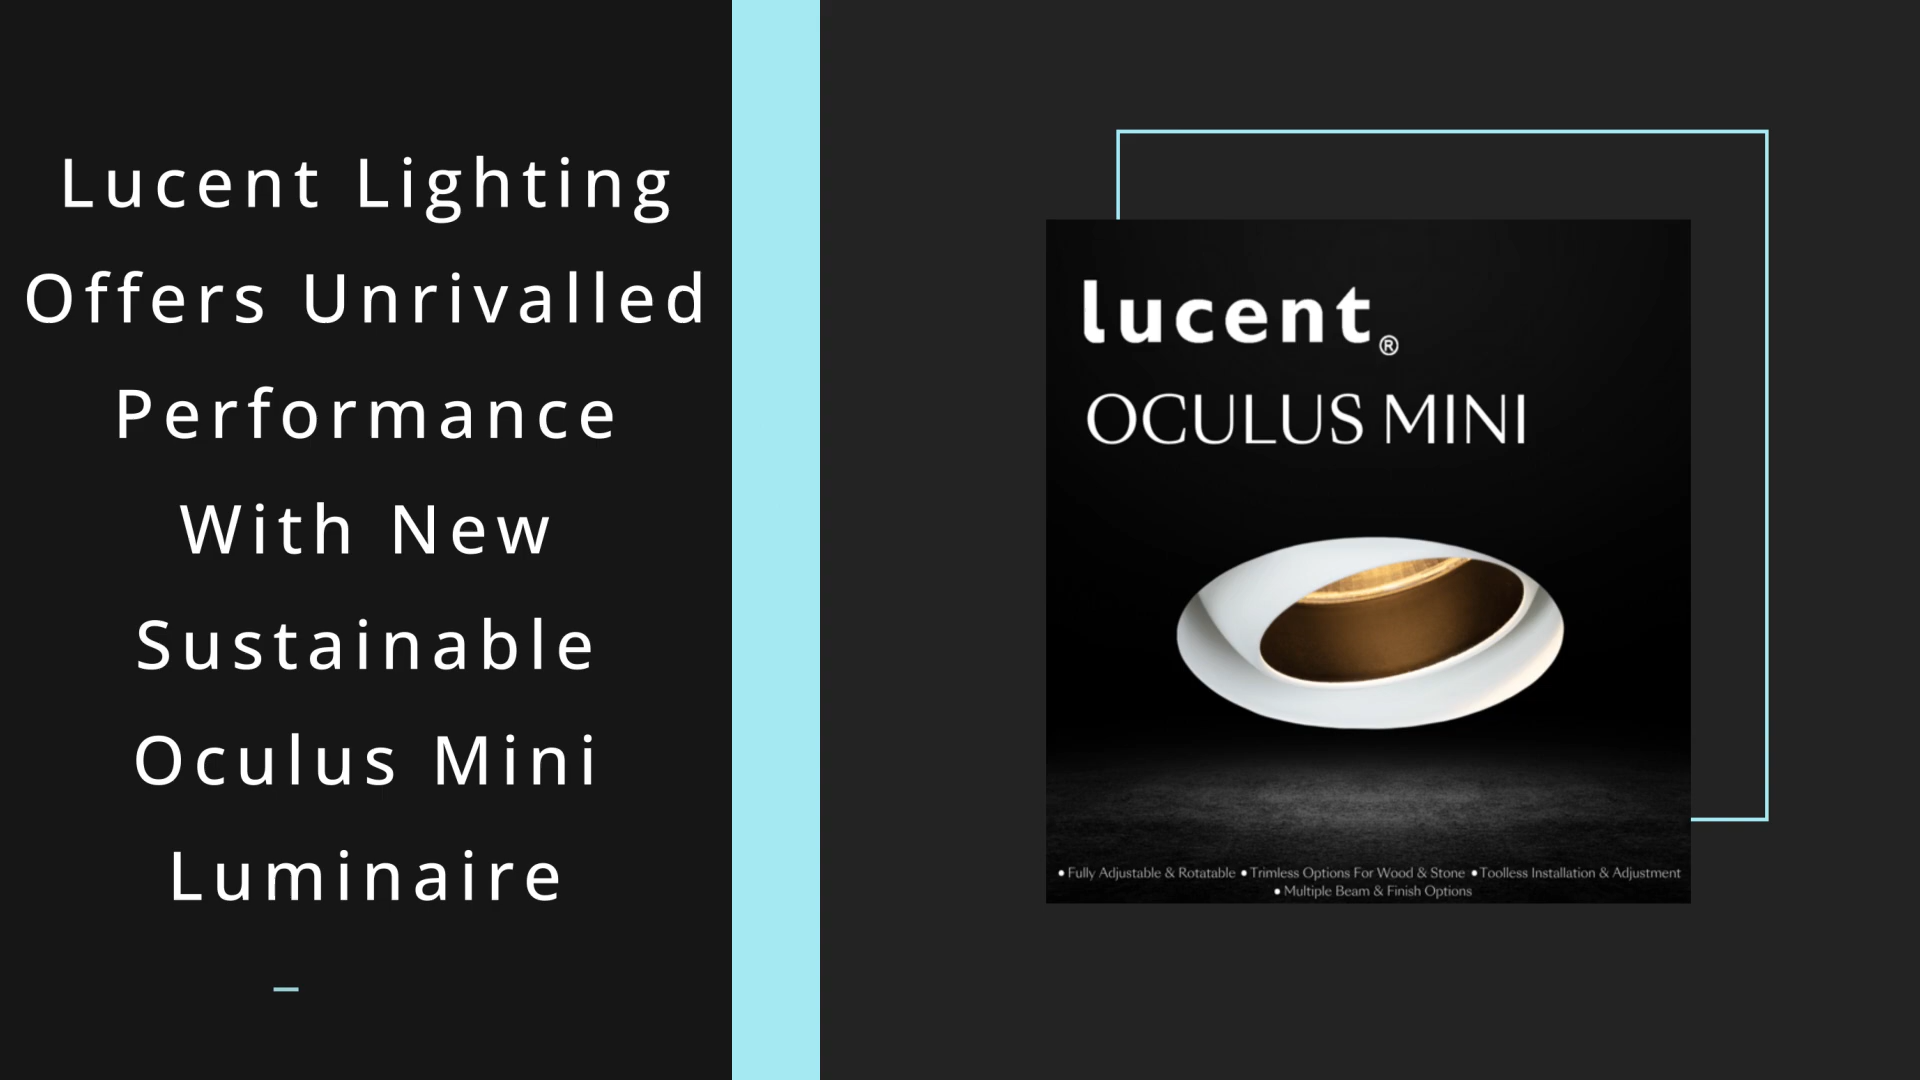 Lucent Lighting
Offers Unrivalled
Performance
With New
Sustainable
Oculus Mini
Luminaire
lucent®
OCULUS MINI
• Fully Adjustable & Rotatable • Trimless Options For Wood & Stone • Toolless Installation & Adjustment
• Multiple Beam & Finish Options